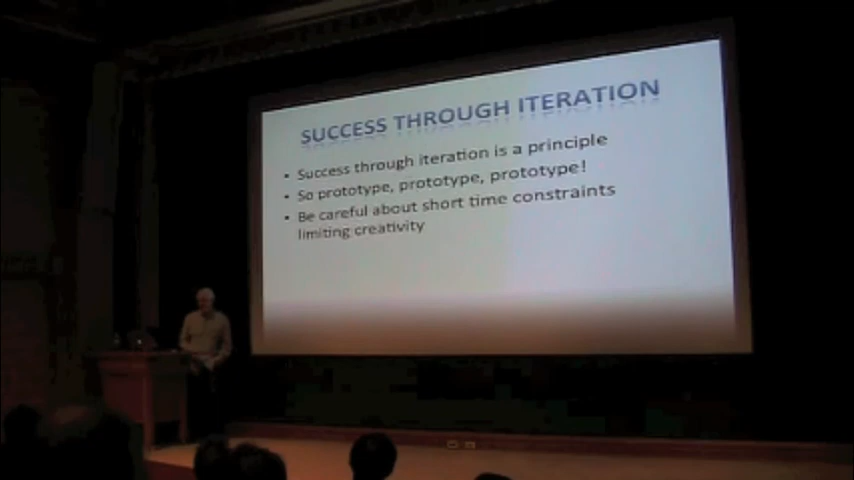 SUCCESS THROUGH ITERATION
• Success through iteration is a principle
• So prototype, prototype, prototype!
• Be careful about short time constraints
limiting creativity